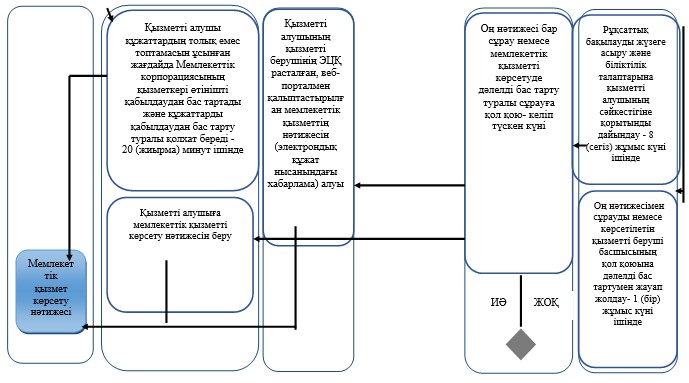 Қызметті алушы
құжаттардың толық емес
топтамасын ұсынған
жағдайда Мемлекеттік
корпорациясының
қызметкері өтінішті
қабылдаудан бас тартады
және құжаттарды
қабылдаудан бас тарту
туралы қолхат береді -
20 (жиырма) минут ішінде
Қызметті алушыға
мемлекеттік қызметті
көрсету нәтижесін беру
Мемлекет
тік
қызмет
көрсету
нәтижесі
Қызметті
алушының
қызметті
берушінің ЭЦҚ
расталған, веб-
порталмен
қалыптастырылғ
ан мемлекеттік
қызметтің
нәтижесін
(электрондық
құжат
нысанындағы
хабарлама) алуы
Оң нәтижесі бар
сұрау немесе
мемлекеттік
қызметті
көрсетуде
дәлелді бас тарту
туралы сұрауға
қол қою- келіп
түскен күні
ИӘ
ЖОҚ
Рұқсаттық
бақылауды жүзеге
асыру және
біліктілік
талаптарына
қызметті
алушының
сәйкестігіне
қорытынды
дайындау - 8
(сегіз) жұмыс күні
ішінде
Оң нәтижесімен
сұрауды немесе
көрсетілетін
қызметті беруші
басшысының
қол қоюына
дәлелді бас
тартумен жауап
жолдау- 1 (бір)
жұмыс күні
ішінде